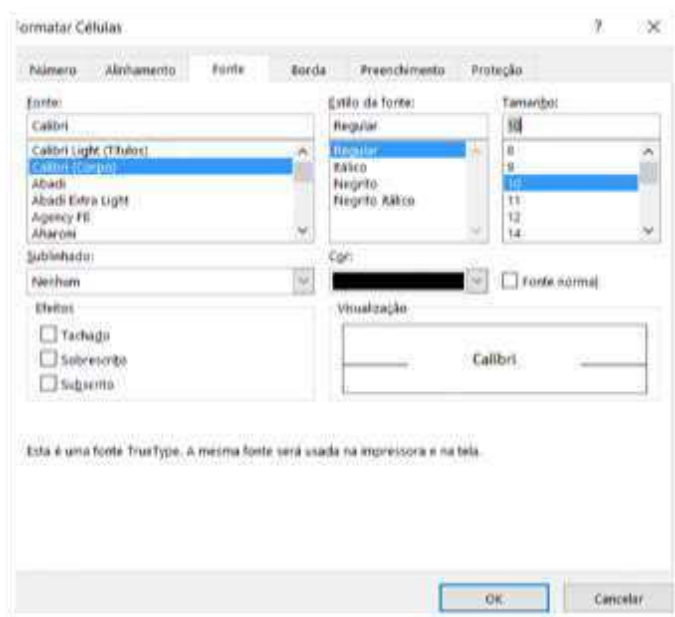 Formatar Células ?
Número Alinhamento Fonte Borda Preenchimento Proteção
Fonte: Estilo da fonte: Tamanho:
Calibri Regular 10
Calibri Light (Títulos) Regular 8
Calibri (Corpo) Itálico 9
Abadi Negrito 10
Abadi Extra Light Negrito Itálico 11
Agency FB 12
Aharoni 14
Sublinhado: Cor:
Nenhum Fonte normal
Efeitos Visualização
Tachado
Sobrescrito Calibri
Subscrito
Esta é uma fonte TrueType. A mesma fonte será usada na impressora e na tela.
OK Cancelar